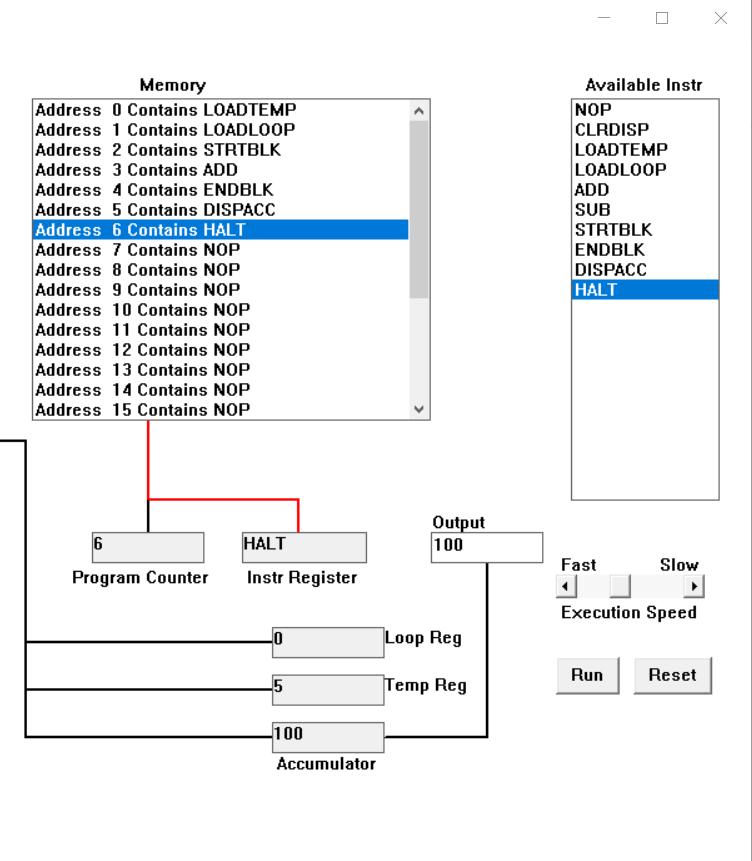 Memory
Address 0 Contains LOADTEMP
Address 1 Contains LOADLOOP
Address 2 Contains STRTBLK
Address 3 Contains ADD
Address 4 Contains ENDBLK
Address 5 Contains DISPACC
Address 6 Contains HALT
Address 7 Contains NOP
Address 8 Contains NOP
Address 9 Contains NOP
Address 10 Contains NOP
Address 11 Contains NOP
Address 12 Contains NOP
Address 13 Contains NOP
Address 14 Contains NOP
Address 15 Contains NOP
Available Instr
NOP
CLRDISP
LOADTEMP
LOADLOOP
ADD
SUB
STRTBLK
ENDBLK
DISPACC
HALT
6
Program Counter
HALT
Instr Register
Output
100
Fast Slow
Execution Speed
0 Loop Reg
5 Temp Reg
100
Accumulator
Run Reset